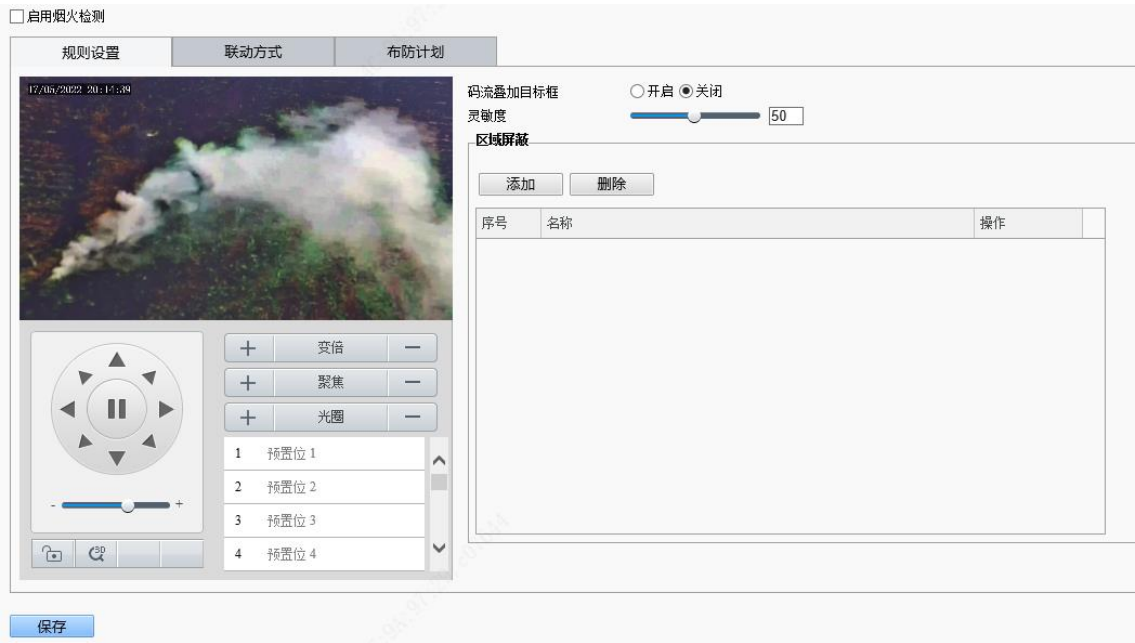 启用烟火检测
规则设置 联动方式 布防计划
17/05/2022 20:14:39
码流叠加目标框 开启 关闭
灵敏度 50
区域屏蔽
添加 删除
序号 名称 操作
变倍
聚焦
光圈
1 预置位 1
2 预置位 2
3 预置位 3
4 预置位 4
- +
3D
保存